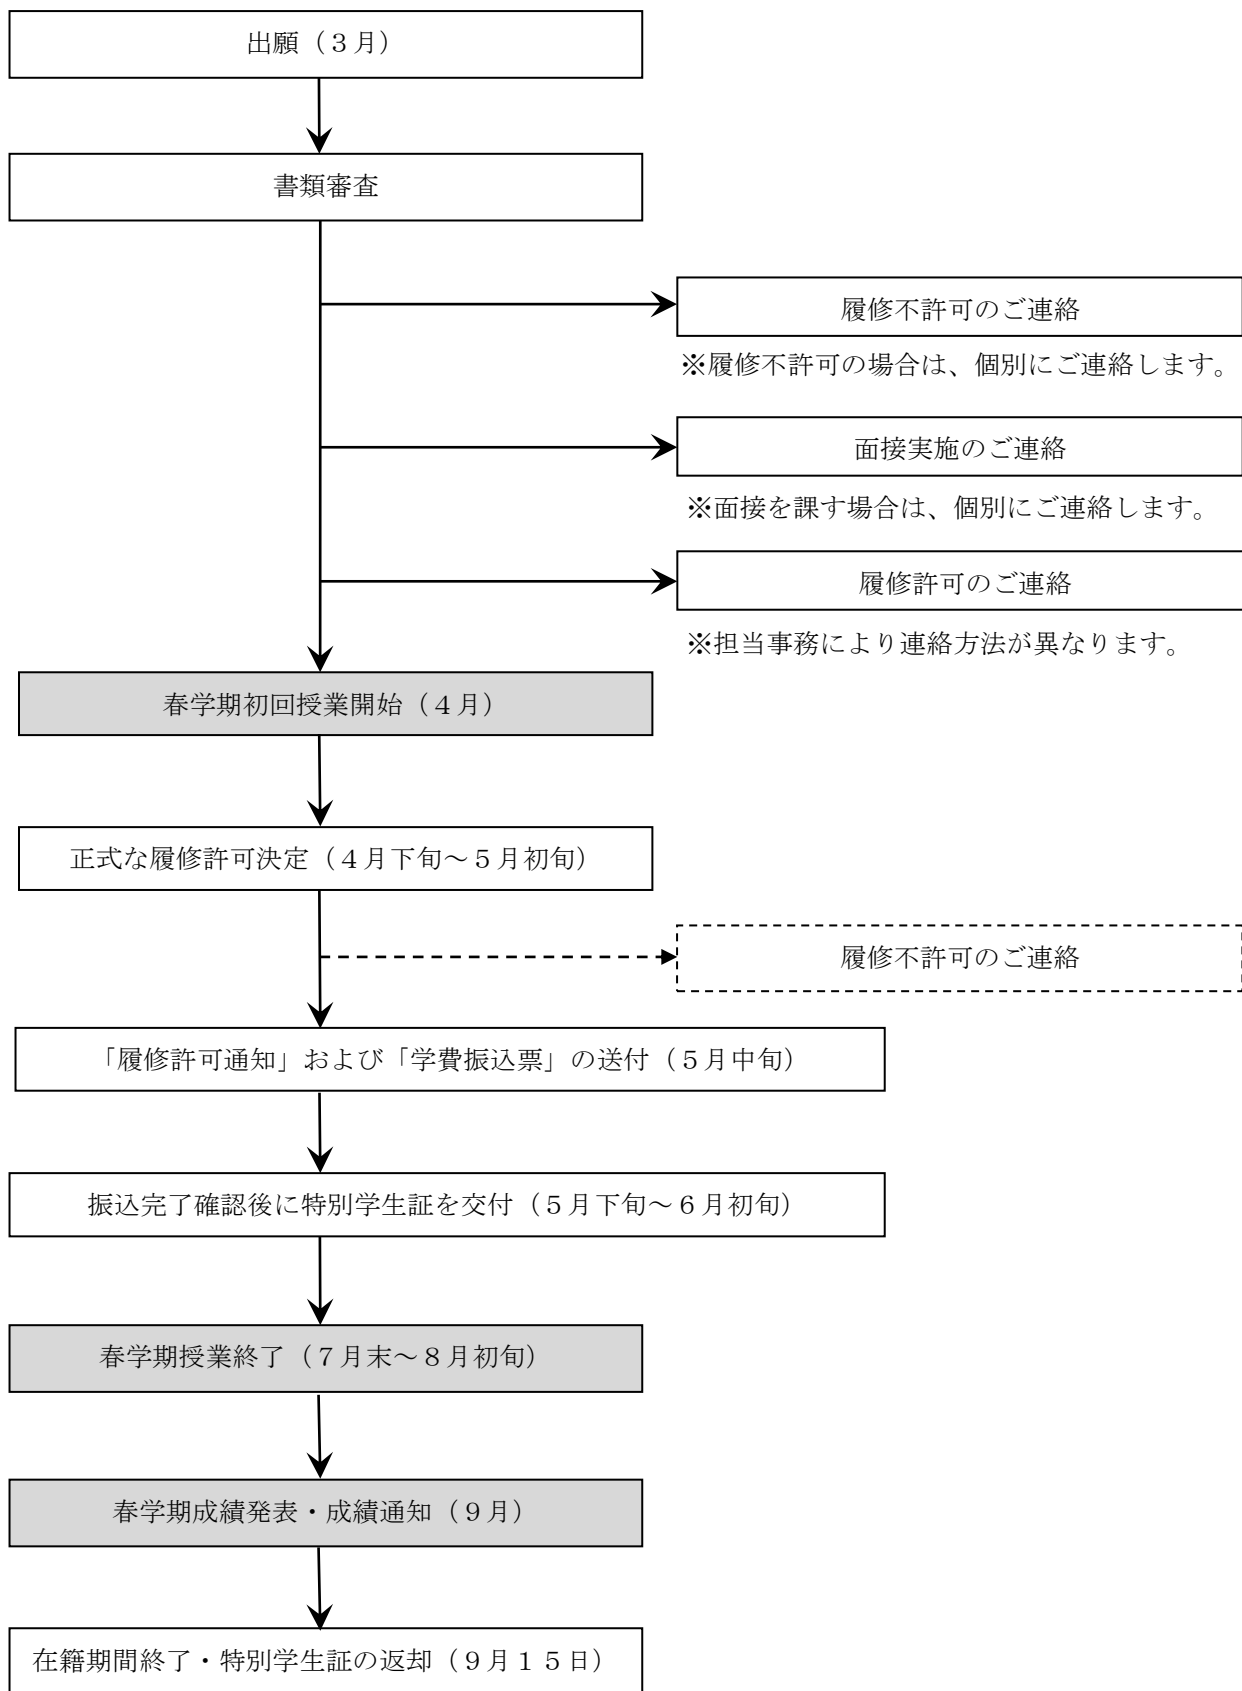 出願（３月）
書類審査
履修不許可のご連絡
※履修不許可の場合は、個別にご連絡します。
面接実施のご連絡
※面接を課す場合は、個別にご連絡します。
履修許可のご連絡
※担当事務により連絡方法が異なります。
春学期初回授業開始（４月）
正式な履修許可決定（４月下旬～５月初旬）
履修不許可のご連絡
「履修許可通知」および「学費振込票」の送付（５月中旬）
振込完了確認後に特別学生証を交付（５月下旬～６月初旬）
春学期授業終了（７月末～８月初旬）
春学期成績発表・成績通知（９月）
在籍期間終了・特別学生証の返却（９月１５日）